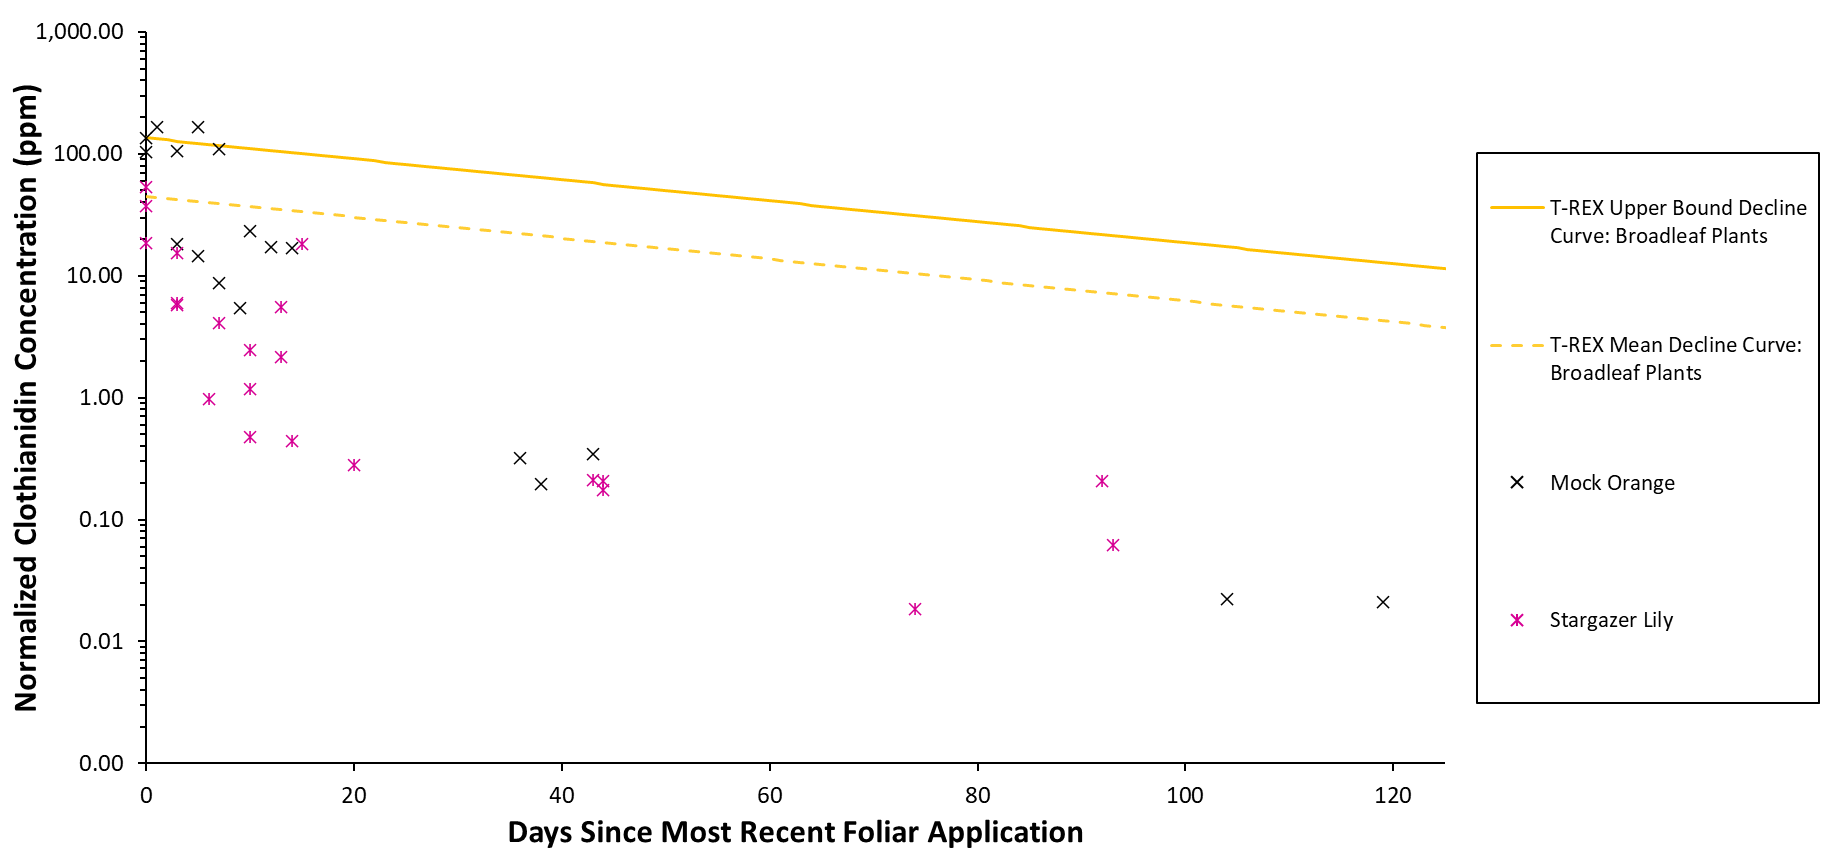 1,000.00
100.00
10.00
1.00
0.10
0.01
0.00
Normalized Clothianidin Concentration (ppm)
0 20 40 60 80 100 120
Days Since Most Recent Foliar Application
T-REX Upper Bound Decline
Curve: Broadleaf Plants
T-REX Mean Decline Curve:
Broadleaf Plants
Mock Orange
Stargazer Lily